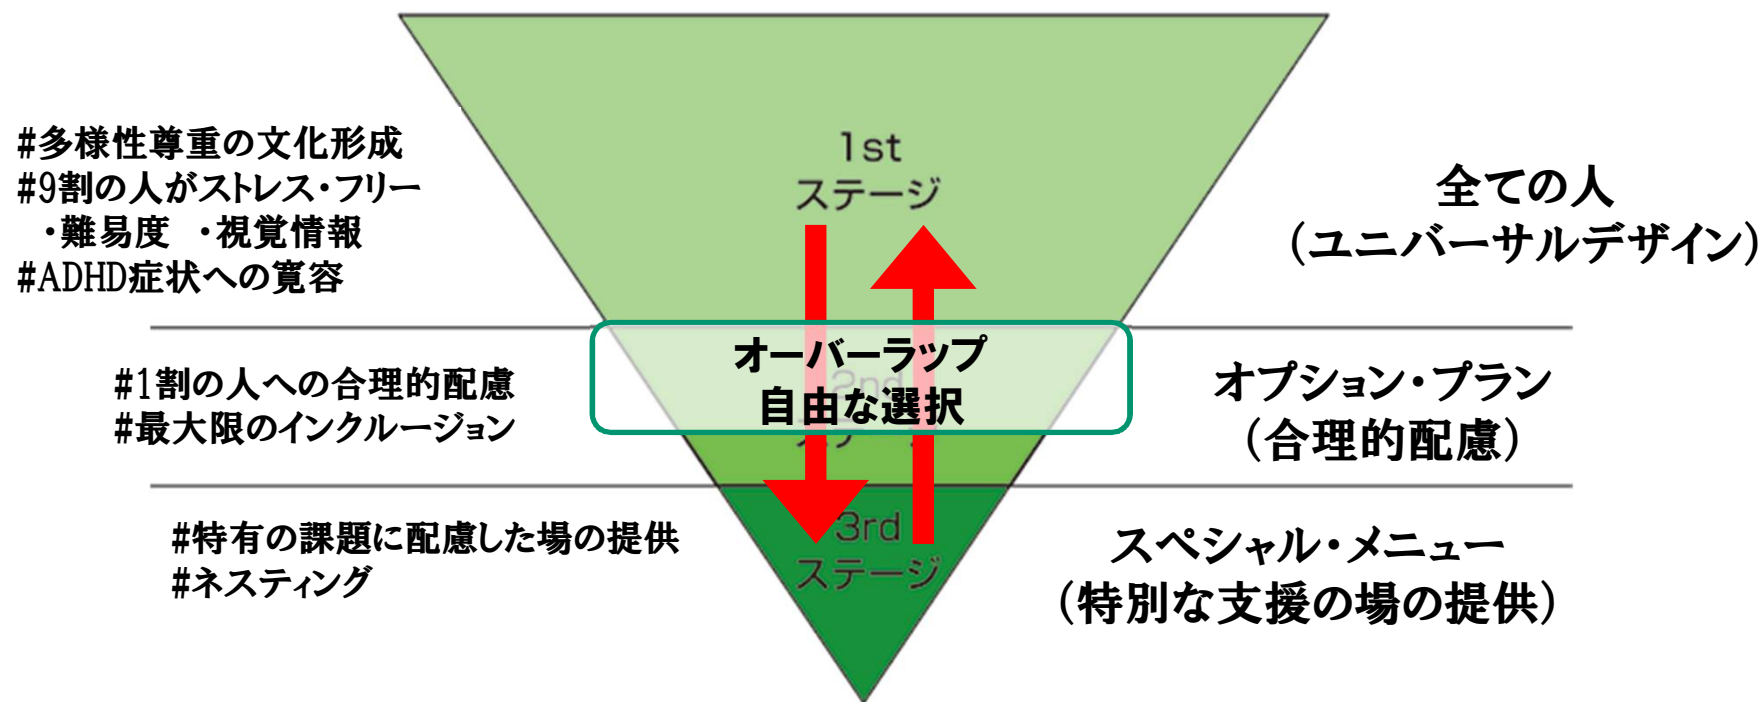 #多様性尊重の文化形成
#9割の人がストレス・フリー
・難易度 ・視覚情報
#ADHD症状への寛容
1st
ステージ
全ての人
(ユニバーサルデザイン)
#1割の人への合理的配慮
#最大限のインクルージョン
オーバーラップ
自由な選択
2nd
ステージ
オプション・プラン
(合理的配慮)
#特有の課題に配慮した場の提供
#ネスティング
3rd
ステージ
スペシャル・メニュー
(特別な支援の場の提供)